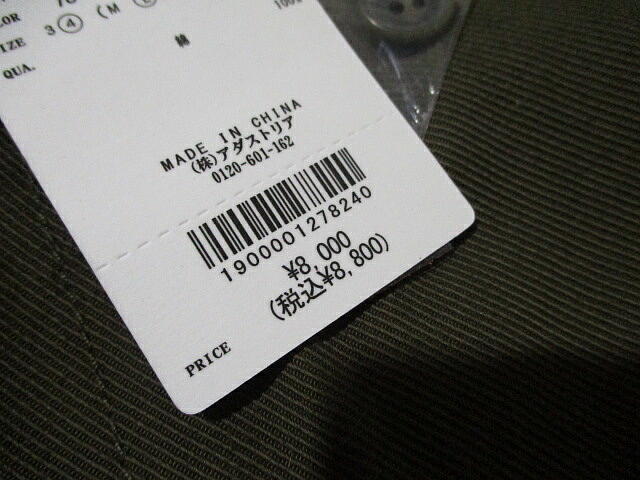 SIZE 3 ④ (M
QUA. 綿
MADE IN CHINA
(株)アダストリア
0120-601-162
1900001278240
¥8,000
(税込¥8,800)
PRICE